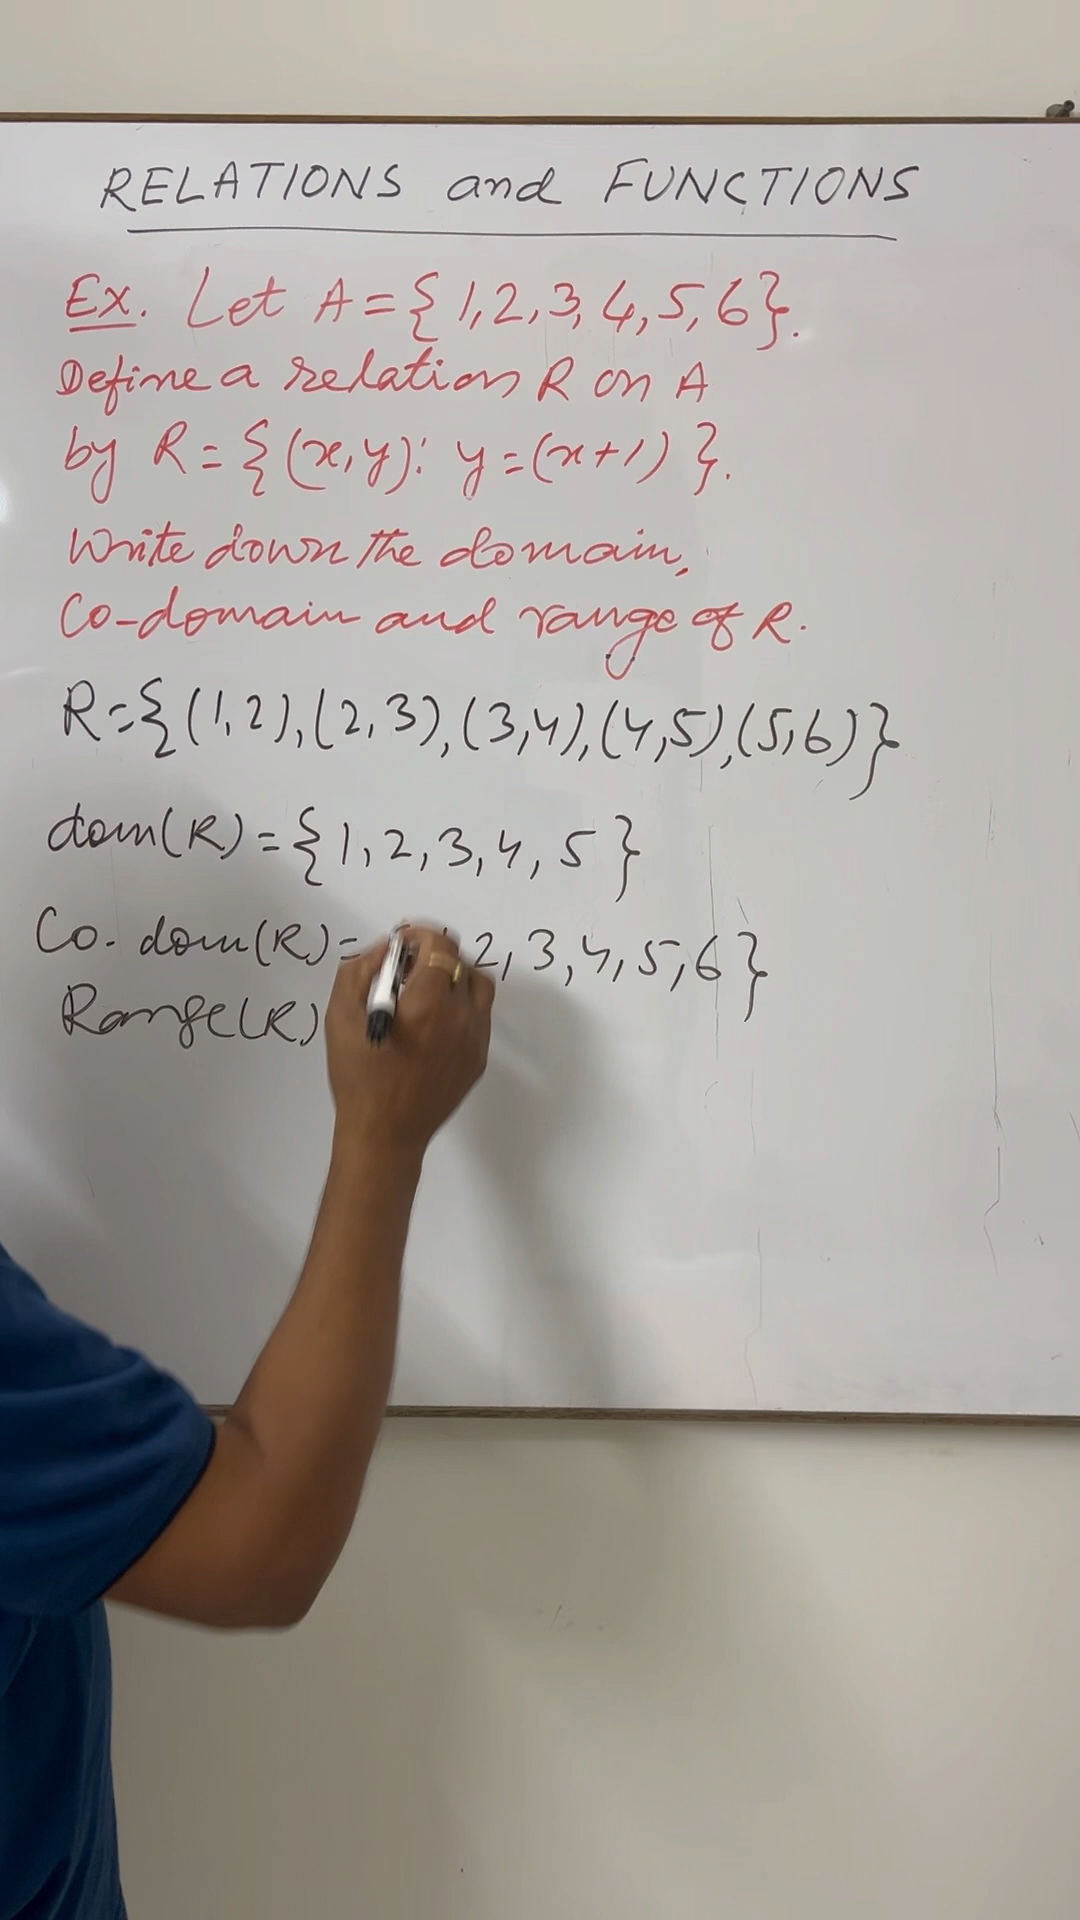 RELATIONS and FUNCTIONS
Ex. Let A = { 1, 2, 3, 4, 5, 6 }.
Define a relation R on A
by R = { (x, y) : y = (x + 1) }.
Write down the domain,
Co-domain and range of R.
R = { (1, 2), (2, 3), (3, 4), (4, 5), (5, 6) }
dom(R) = { 1, 2, 3, 4, 5 }
Co. dom(R) = 2, 3, 4, 5, 6 }
Range(R)